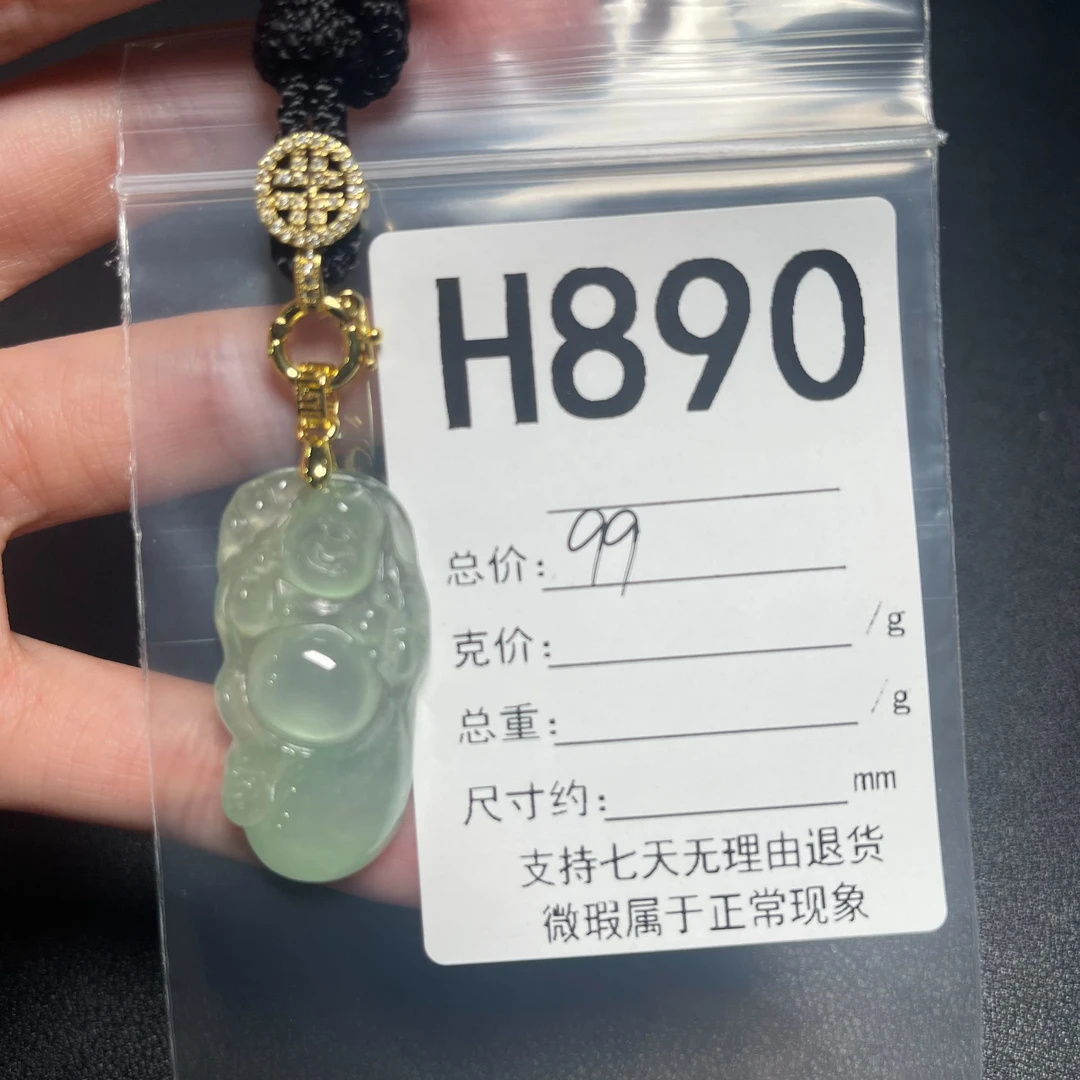 H890
总价：99
克价： /g
总重： /g
尺寸约： mm
支持七天无理由退货
微瑕属于正常现象